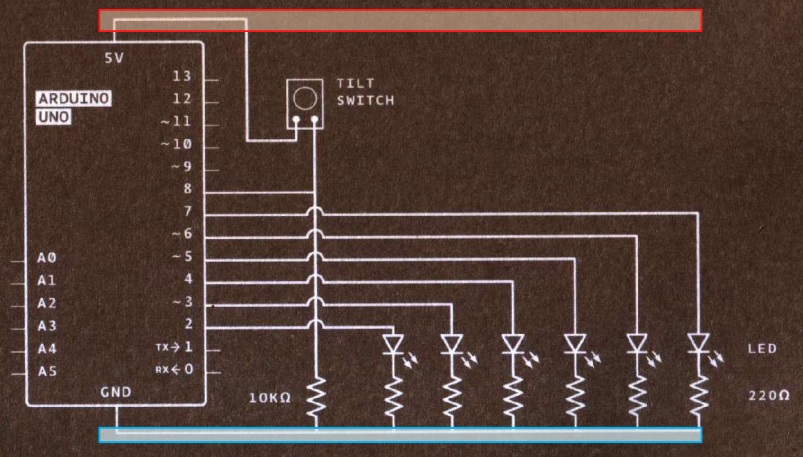 5V
ARDUINO
UNO
13
12
~11
~10
~9
8
7
~6
~5
4
~3
2
TX→1
RX←0
A0
A1
A2
A3
A4
A5
GND
TILT
SWITCH
10KΩ
LED
220Ω